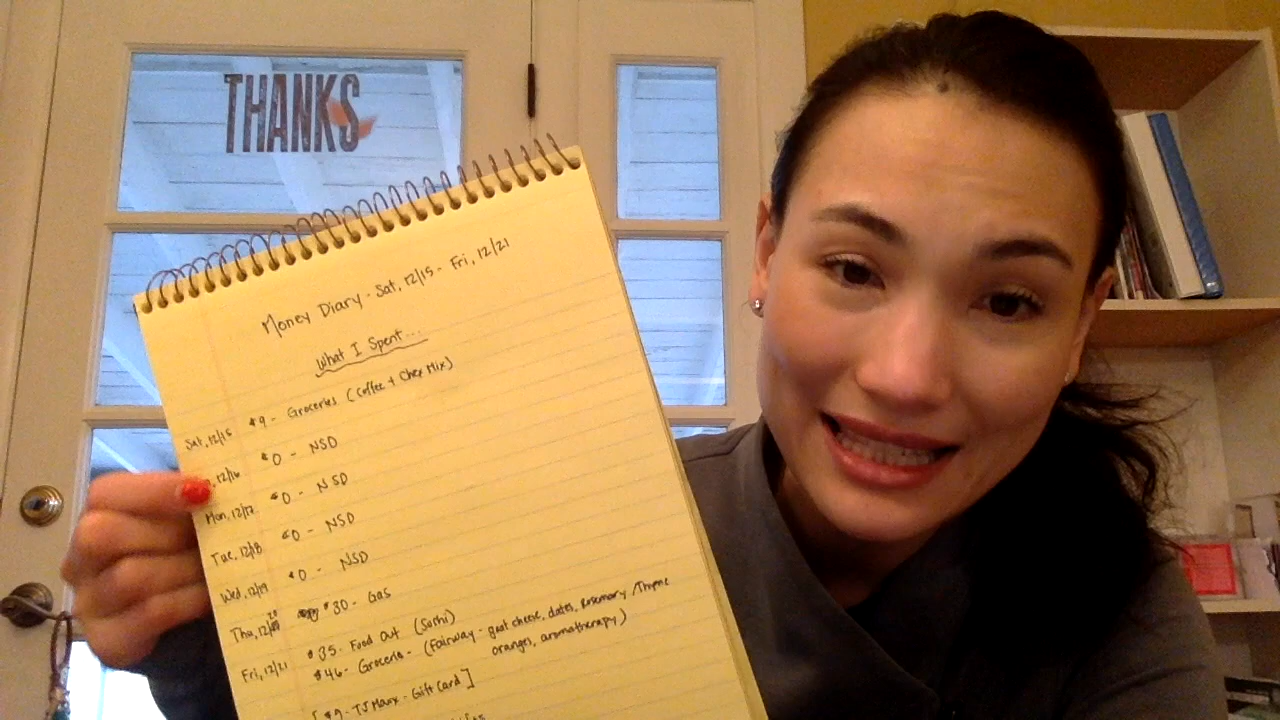 THANKS
Money Diary - Sat, 12/15 - Fri, 12/21
What I Spent...
Sat, 12/15 $9 - Groceries (Coffee + Chex Mix)
12/16 $0 - NSD
Mon, 12/17 $0 - NSD
Tue, 12/18 $0 - NSD
Wed, 12/19 $0 - NSD
Thu, 12/20 $30 - Gas
Fri, 12/21 $35 - Food Out (Sushi)
$46 - Groceries - (Fairway - goat cheese, dates, rosemary/Thyme
oranges, aromatherapy)
[$9 - TJ Maxx - Gift Card]